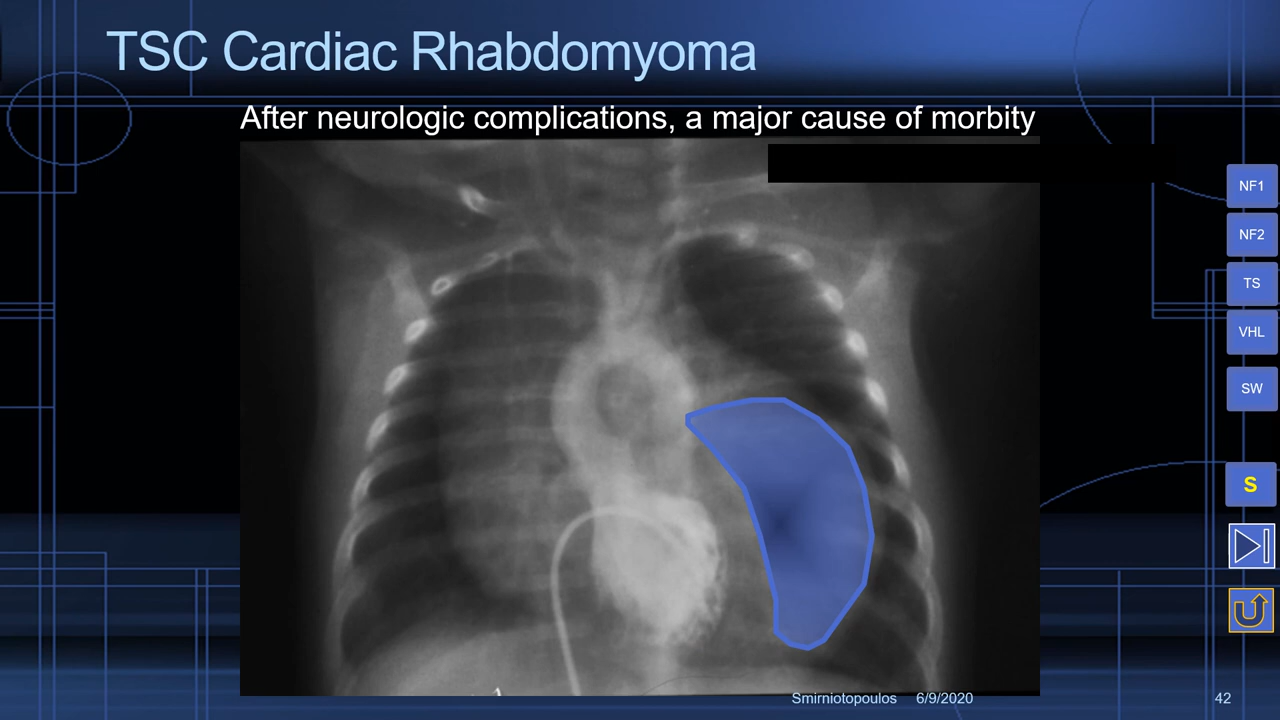 TSC Cardiac Rhabdomyoma
After neurologic complications, a major cause of morbity
NF1
NF2
TS
VHL
SW
S
Smirniotopoulos 6/9/2020 42